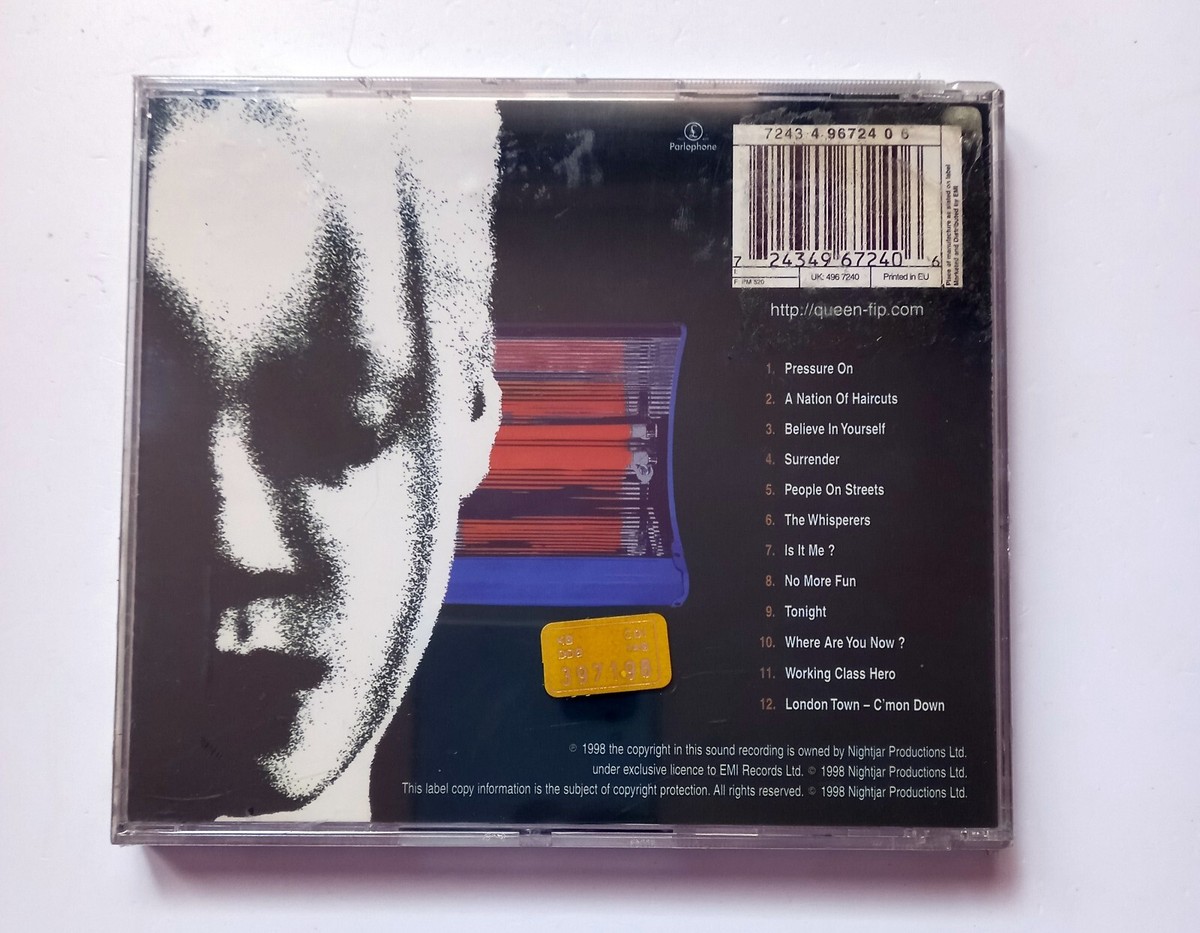 Parlophone
7243 4 96724 0 6
7 24349 67240 6
UK: 496 7240
Printed in EU
Place of manufacture as stated on label
Marketed and Distributed by EMI
http://queen-fip.com
1. Pressure On
2. A Nation Of Haircuts
3. Believe In Yourself
4. Surrender
5. People On Streets
6. The Whisperers
7. Is It Me ?
8. No More Fun
9. Tonight
10. Where Are You Now ?
11. Working Class Hero
12. London Town – C'mon Down
℗ 1998 the copyright in this sound recording is owned by Nightjar Productions Ltd.
under exclusive licence to EMI Records Ltd. © 1998 Nightjar Productions Ltd.
This label copy information is the subject of copyright protection. All rights reserved. © 1998 Nightjar Productions Ltd.